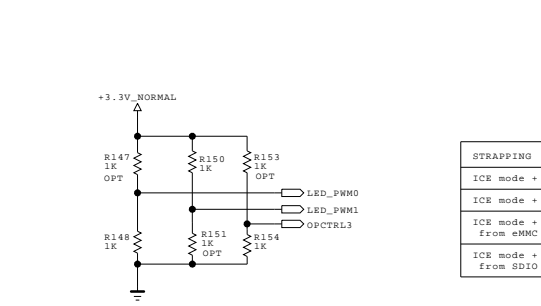 +3.3V_NORMAL
R147
1K
OPT
R150
1K
R153
1K
OPT
LED_PWM0
LED_PWM1
OPCTRL3
R148
1K
R151
1K
OPT
R154
1K
STRAPPING
ICE mode +
ICE mode +
ICE mode +
from eMMC
ICE mode +
from SDIO